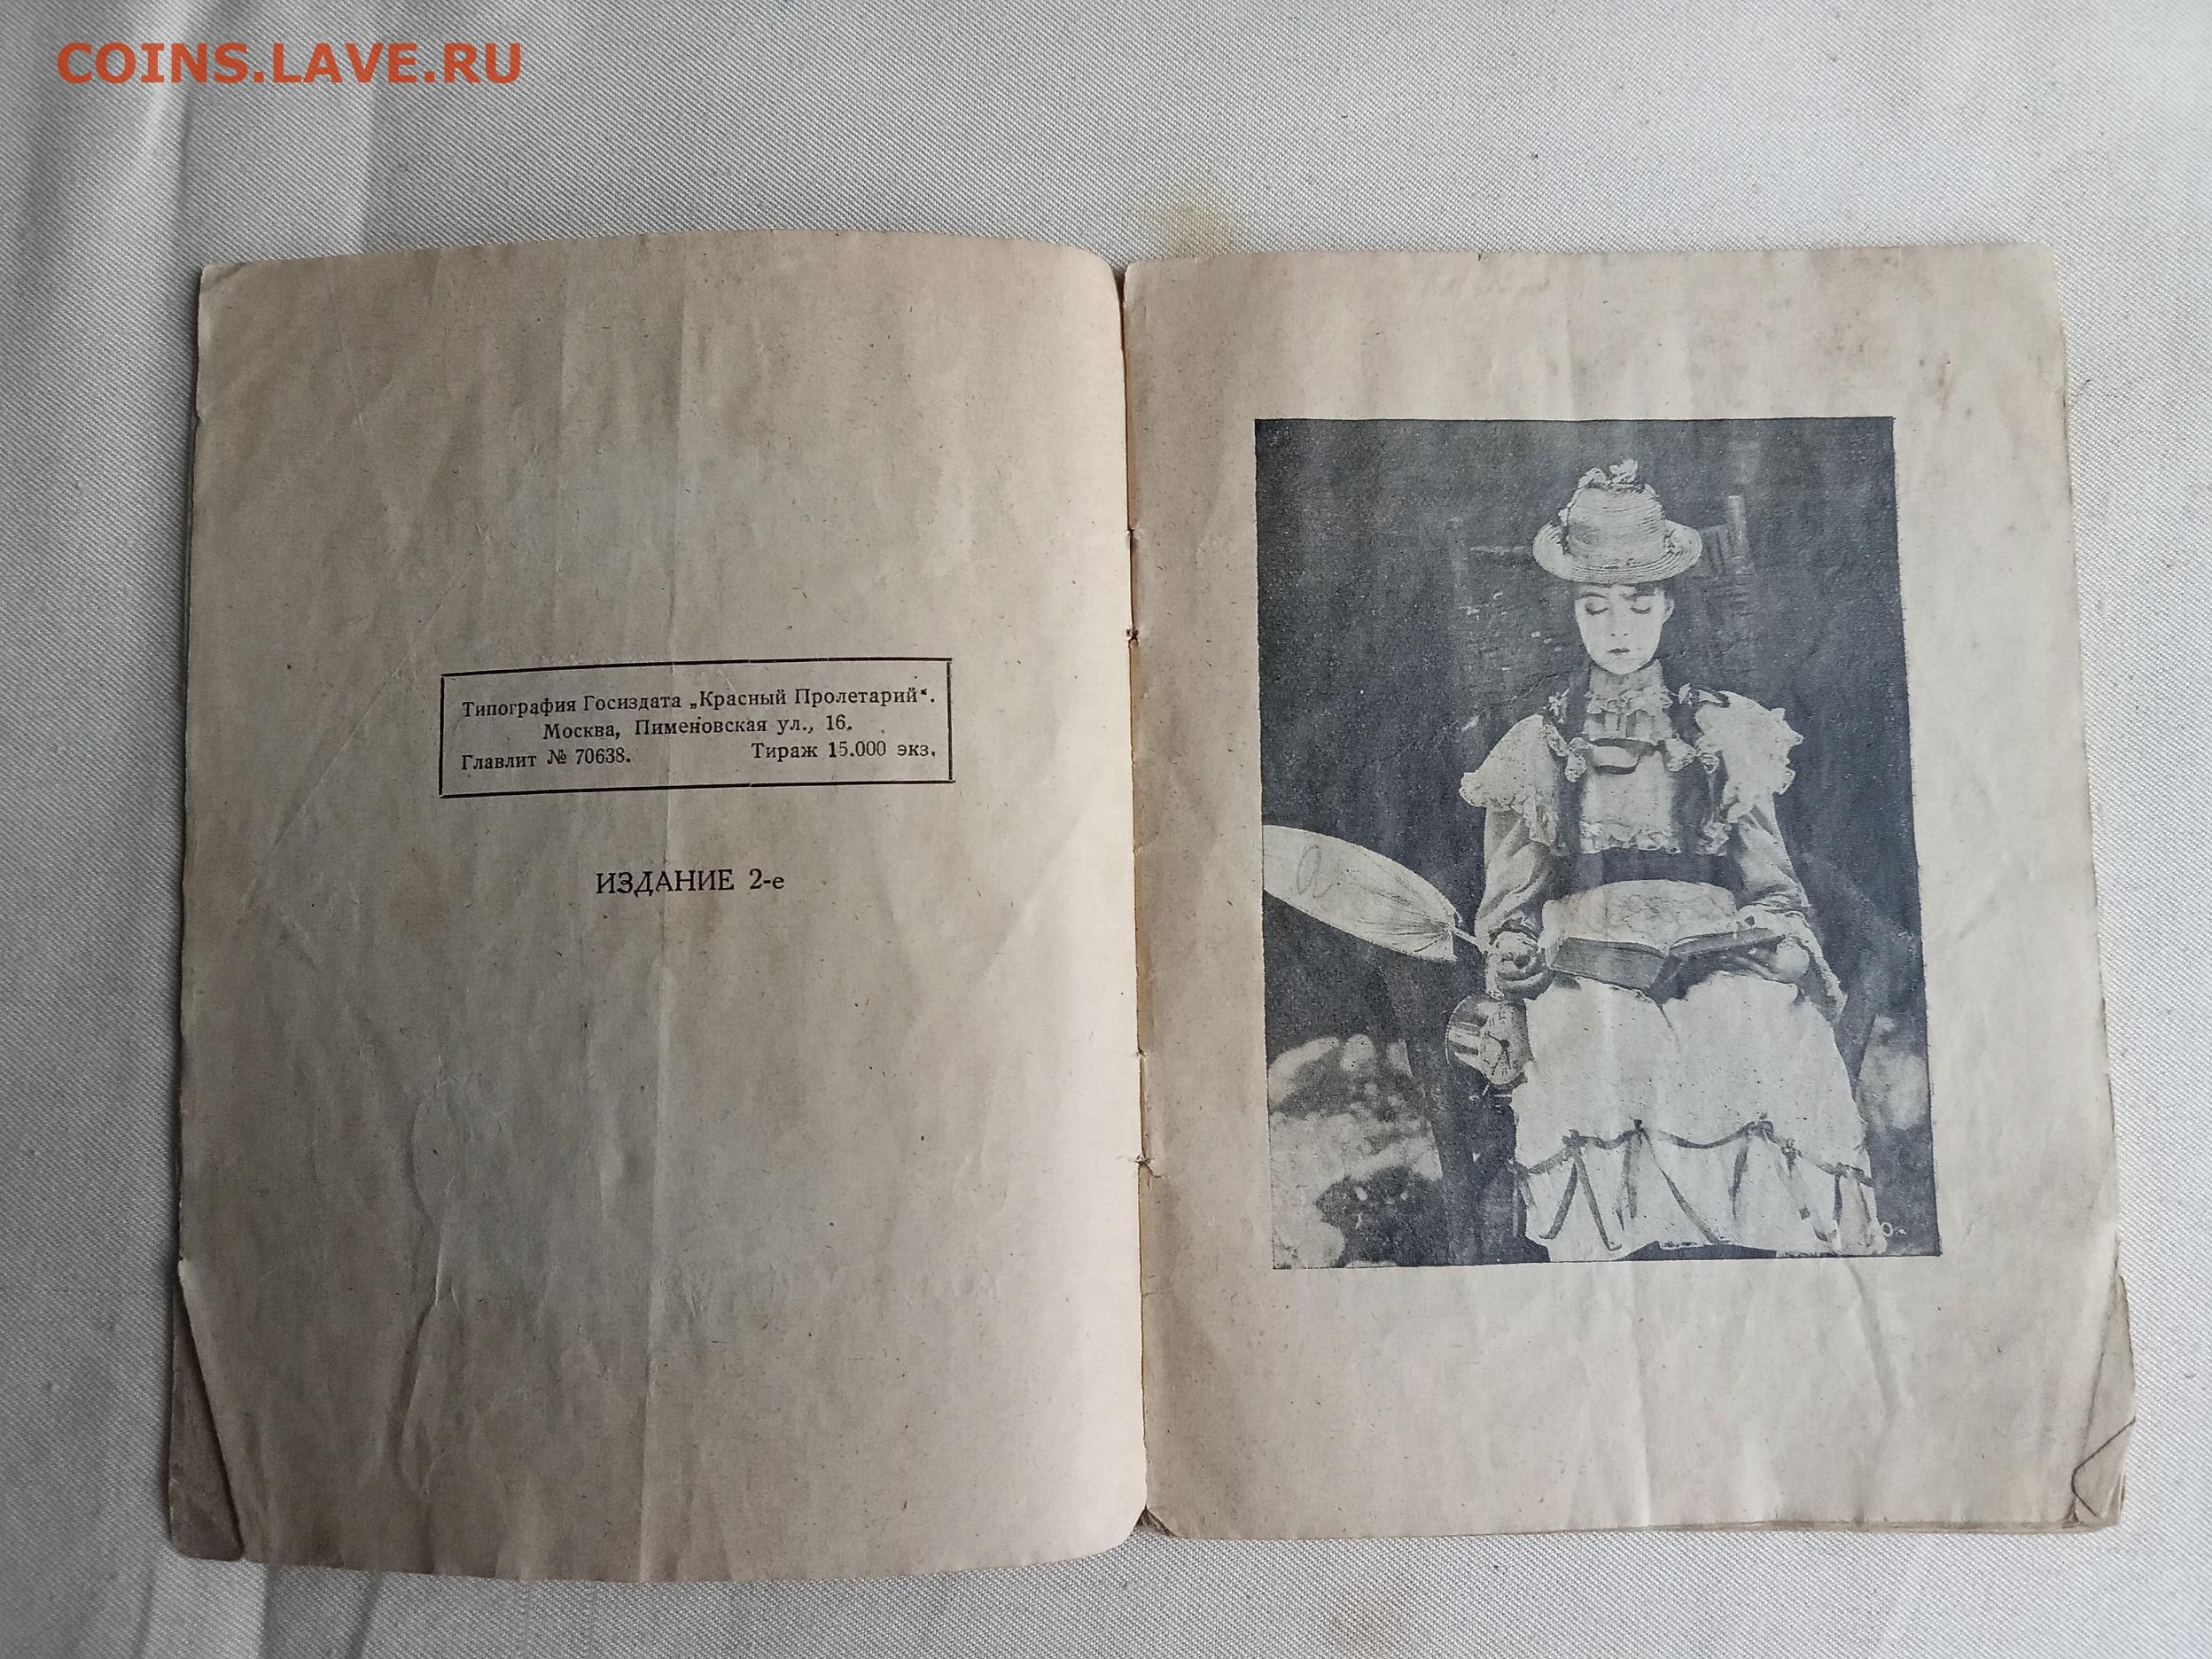 COINS.LAVE.RU
Типография Госиздата „Красный Пролетарий“.
Москва, Пименовская ул., 16.
Главлит № 70638. Тираж 15.000 экз.
ИЗДАНИЕ 2-е